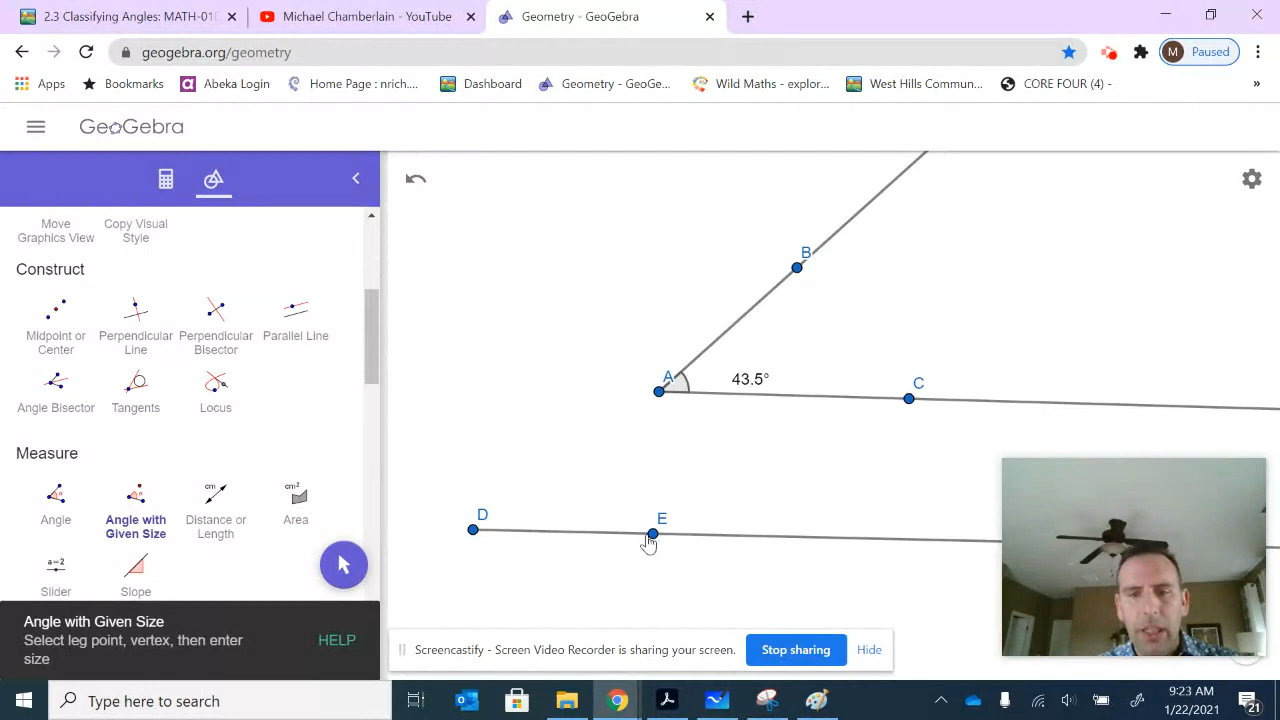 2.3 Classifying Angles: MATH-01(
Michael Chamberlain - YouTube
Geometry - GeoGebra
geogebra.org/geometry
M Paused
Apps
Bookmarks
a Abeka Login
Home Page : nrich....
Dashboard
Geometry - GeoGe...
Wild Maths - explor...
West Hills Commun...
CORE FOUR (4) -
»
GeoGebra
Move Graphics View
Copy Visual Style
Construct
Midpoint or Center
Perpendicular Line
Perpendicular Bisector
Parallel Line
Angle Bisector
Tangents
Locus
Measure
Angle
Angle with Given Size
cm
Distance or Length
cm²
Area
a=2
Slider
Slope
Angle with Given Size
Select leg point, vertex, then enter
size
HELP
B
A
43.5°
C
D
E
Screencastify - Screen Video Recorder is sharing your screen.
Stop sharing
Hide
Type here to search
9:23 AM
1/22/2021
21